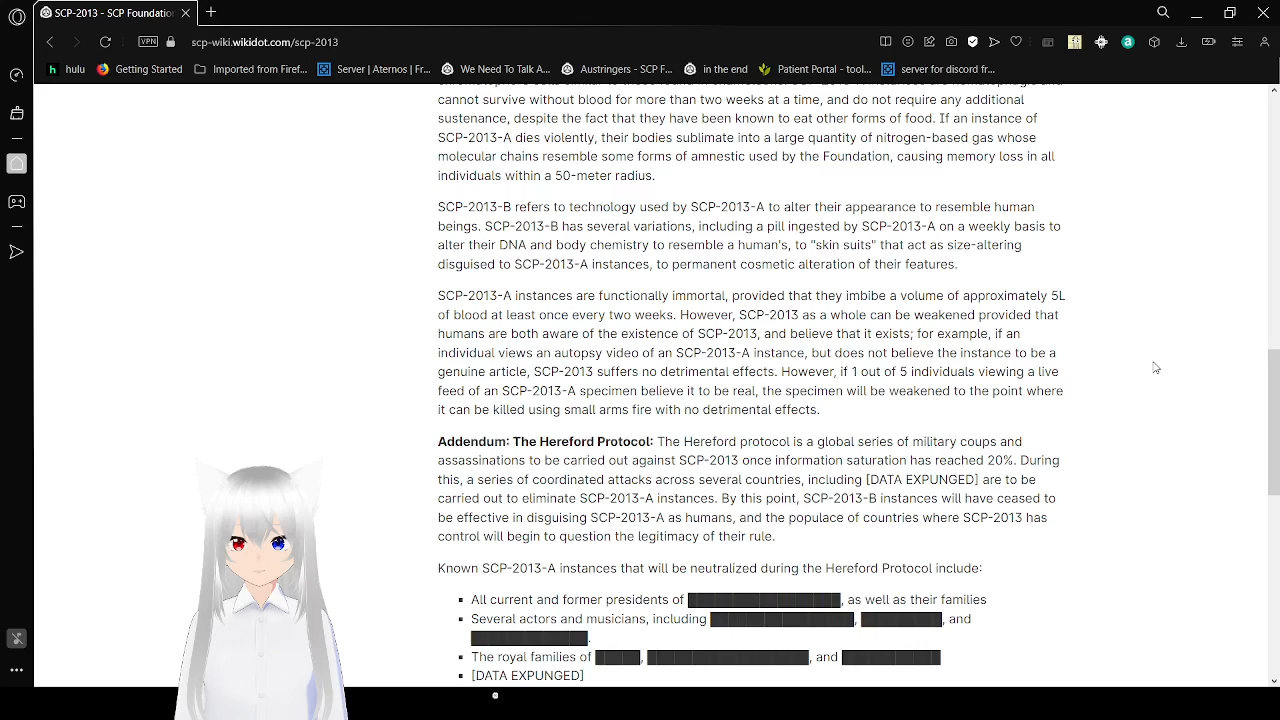 SCP-2013 - SCP Foundation
scp-wiki.wikidot.com/scp-2013
VPN
hulu
Getting Started
Imported from Firef...
Server | Aternos | Fr...
We Need To Talk A...
Austringers - SCP F...
in the end
Patient Portal - tool...
server for discord fr...
cannot survive without blood for more than two weeks at a time, and do not require any additional
sustenance, despite the fact that they have been known to eat other forms of food. If an instance of
SCP-2013-A dies violently, their bodies sublimate into a large quantity of nitrogen-based gas whose
molecular chains resemble some forms of amnestic used by the Foundation, causing memory loss in all
individuals within a 50-meter radius.
SCP-2013-B refers to technology used by SCP-2013-A to alter their appearance to resemble human
beings. SCP-2013-B has several variations, including a pill ingested by SCP-2013-A on a weekly basis to
alter their DNA and body chemistry to resemble a human's, to "skin suits" that act as size-altering
disguised to SCP-2013-A instances, to permanent cosmetic alteration of their features.
SCP-2013-A instances are functionally immortal, provided that they imbibe a volume of approximately 5L
of blood at least once every two weeks. However, SCP-2013 as a whole can be weakened provided that
humans are both aware of the existence of SCP-2013, and believe that it exists; for example, if an
individual views an autopsy video of an SCP-2013-A instance, but does not believe the instance to be a
genuine article, SCP-2013 suffers no detrimental effects. However, if 1 out of 5 individuals viewing a live
feed of an SCP-2013-A specimen believe it to be real, the specimen will be weakened to the point where
it can be killed using small arms fire with no detrimental effects.
Addendum: The Hereford Protocol: The Hereford protocol is a global series of military coups and
assassinations to be carried out against SCP-2013 once information saturation has reached 20%. During
this, a series of coordinated attacks across several countries, including [DATA EXPUNGED] are to be
carried out to eliminate SCP-2013-A instances. By this point, SCP-2013-B instances will have ceased to
be effective in disguising SCP-2013-A as humans, and the populace of countries where SCP-2013 has
control will begin to question the legitimacy of their rule.
Known SCP-2013-A instances that will be neutralized during the Hereford Protocol include:
All current and former presidents of , as well as their families
Several actors and musicians, including , , and
.
The royal families of , , and
[DATA EXPUNGED]